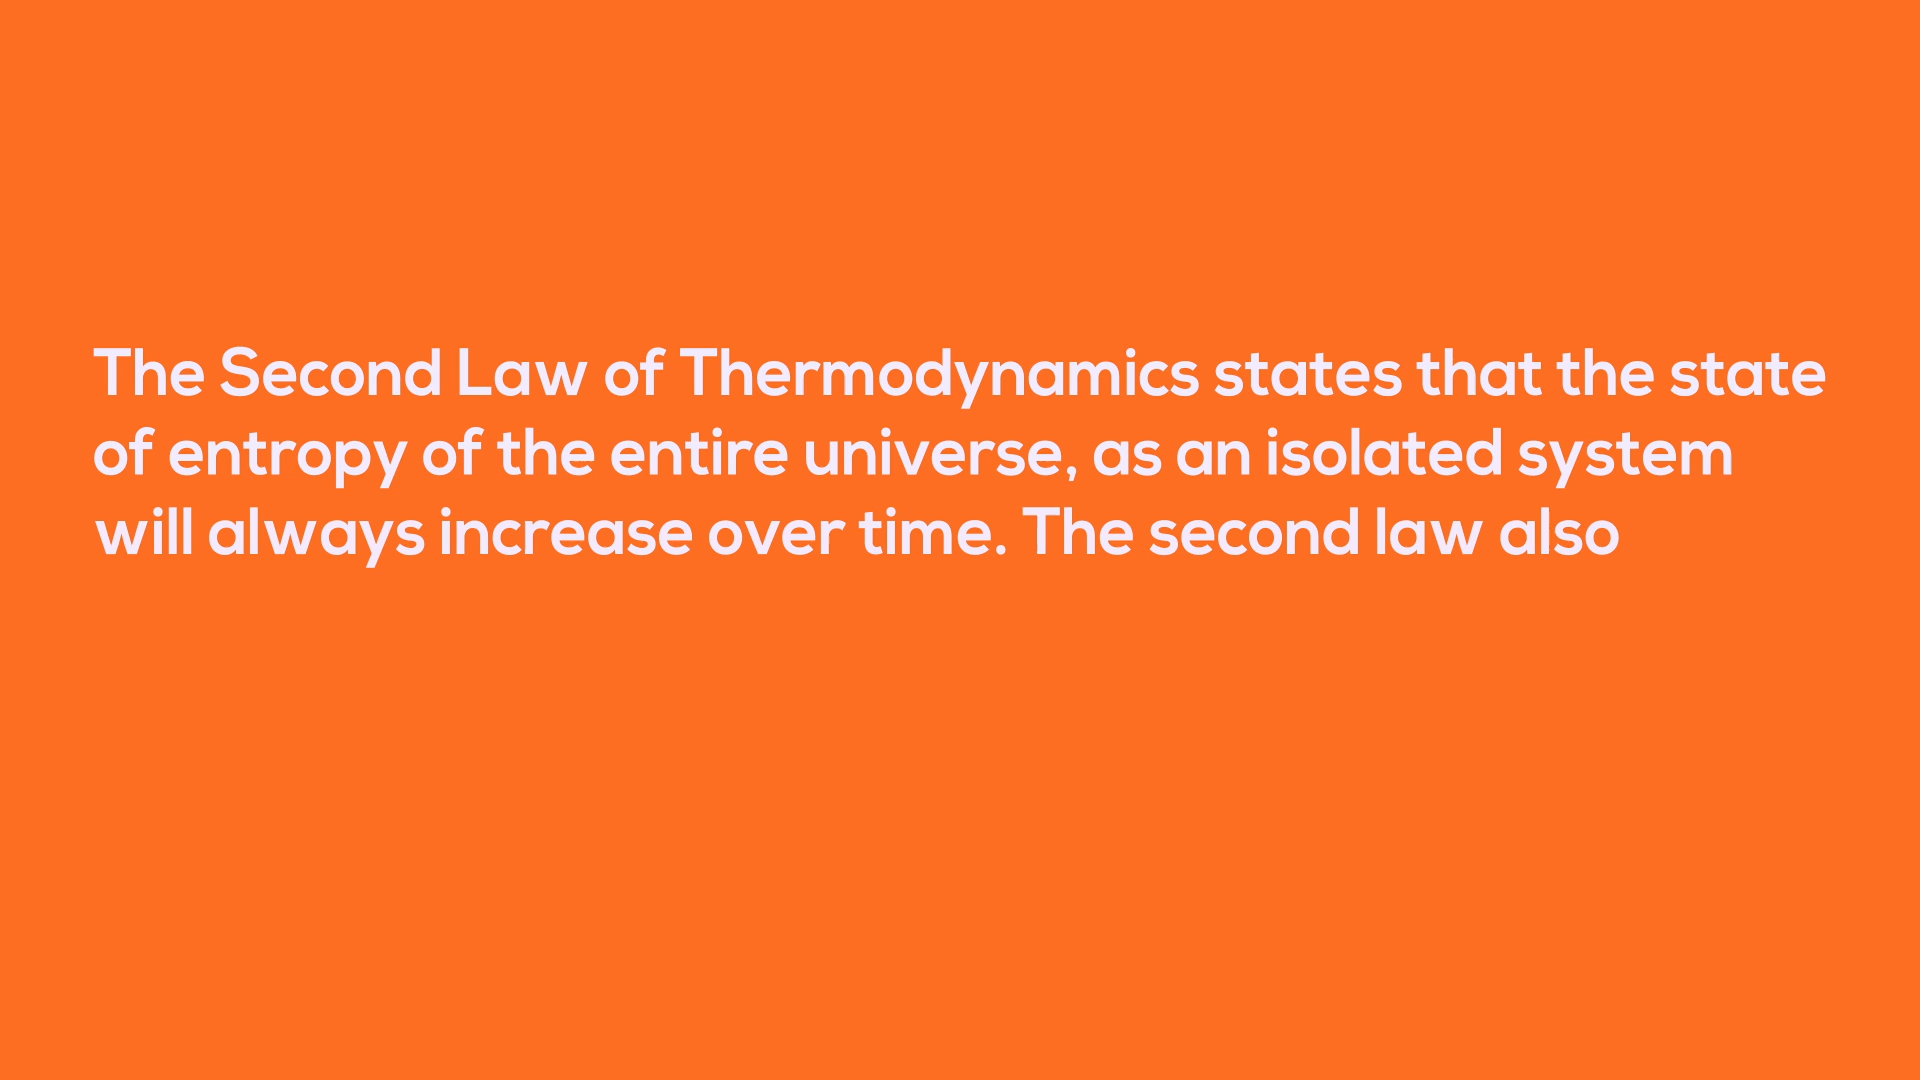 The Second Law of Thermodynamics states that the state
of entropy of the entire universe, as an isolated system
will always increase over time. The second law also